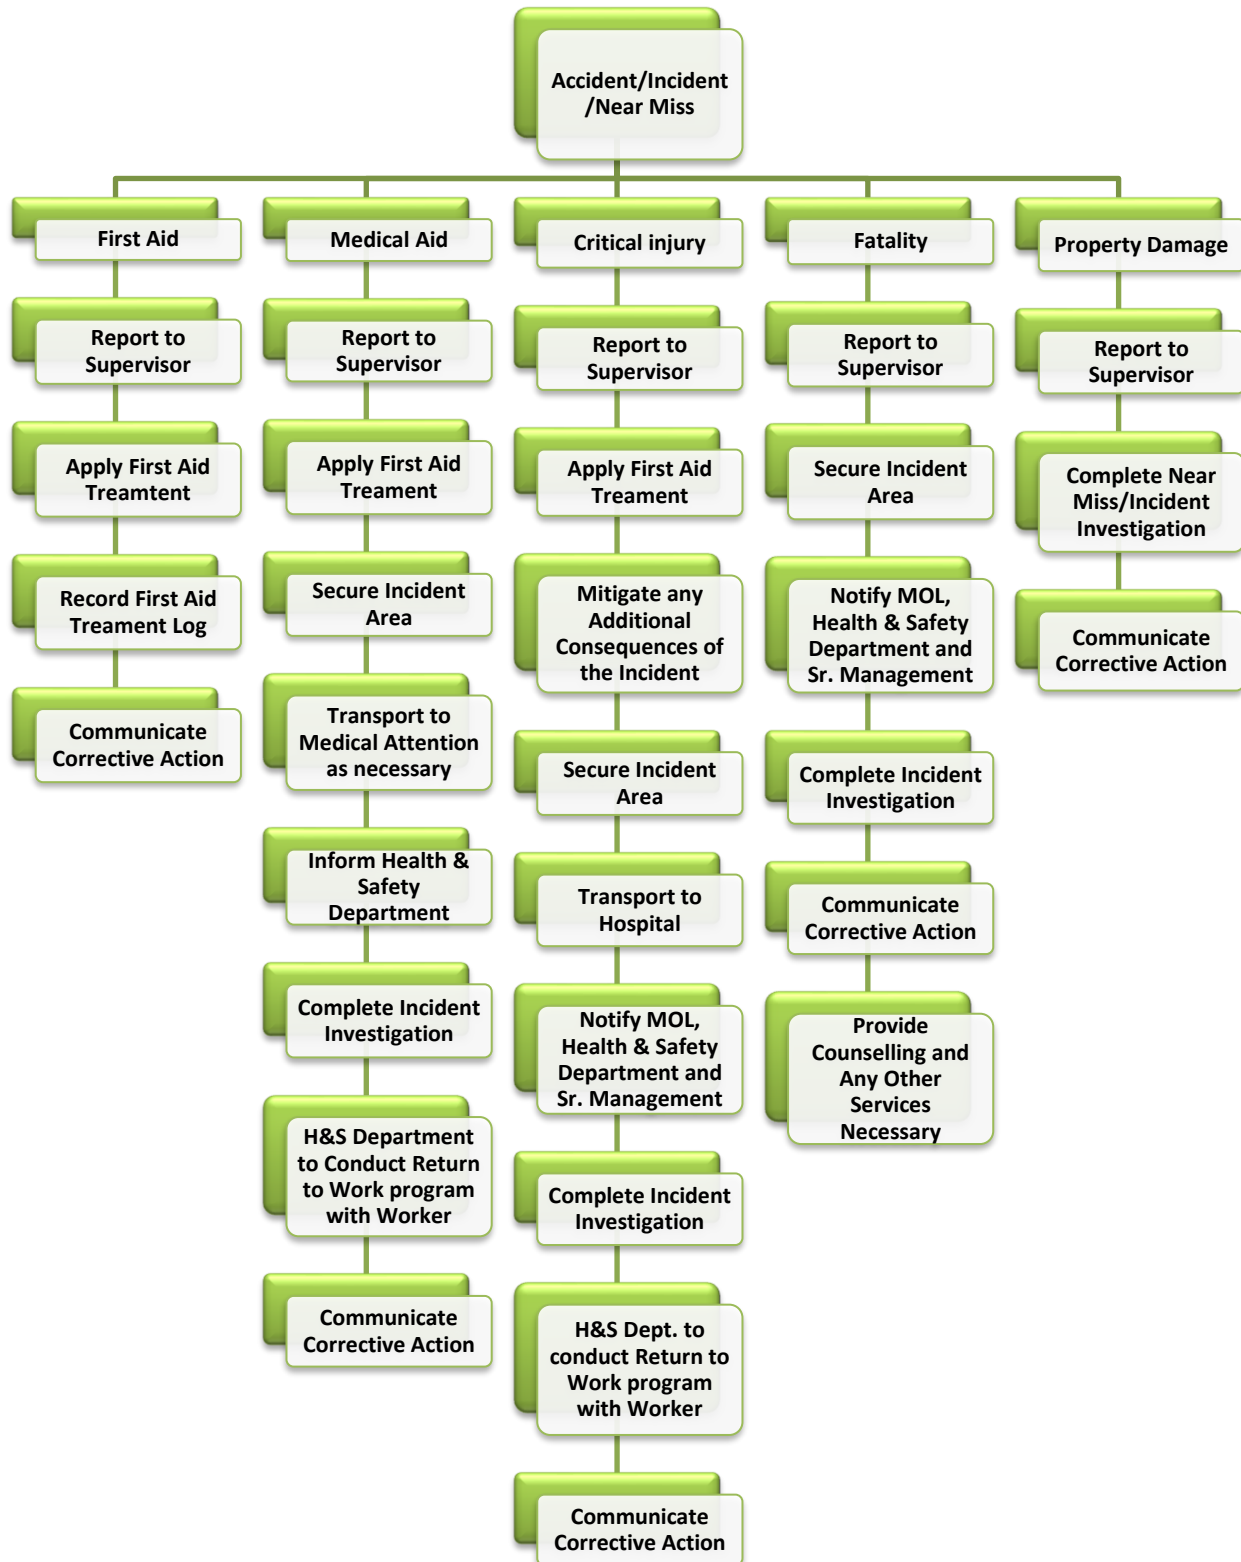 Accident/Incident
/Near Miss
First Aid
Report to
Supervisor
Apply First Aid
Treamtent
Record First Aid
Treament Log
Communicate
Corrective Action
Medical Aid
Report to
Supervisor
Apply First Aid
Treament
Secure Incident
Area
Transport to
Medical Attention
as necessary
Inform Health &
Safety
Department
Complete Incident
Investigation
H&S Department
to Conduct Return
to Work program
with Worker
Communicate
Corrective Action
Critical injury
Report to
Supervisor
Apply First Aid
Treament
Mitigate any
Additional
Consequences of
the Incident
Secure Incident
Area
Transport to
Hospital
Notify MOL,
Health & Safety
Department and
Sr. Management
Complete Incident
Investigation
H&S Dept. to
conduct Return to
Work program
with Worker
Communicate
Corrective Action
Fatality
Report to
Supervisor
Secure Incident
Area
Notify MOL,
Health & Safety
Department and
Sr. Management
Complete Incident
Investigation
Communicate
Corrective Action
Provide
Counselling and
Any Other
Services
Necessary
Property Damage
Report to
Supervisor
Complete Near
Miss/Incident
Investigation
Communicate
Corrective Action